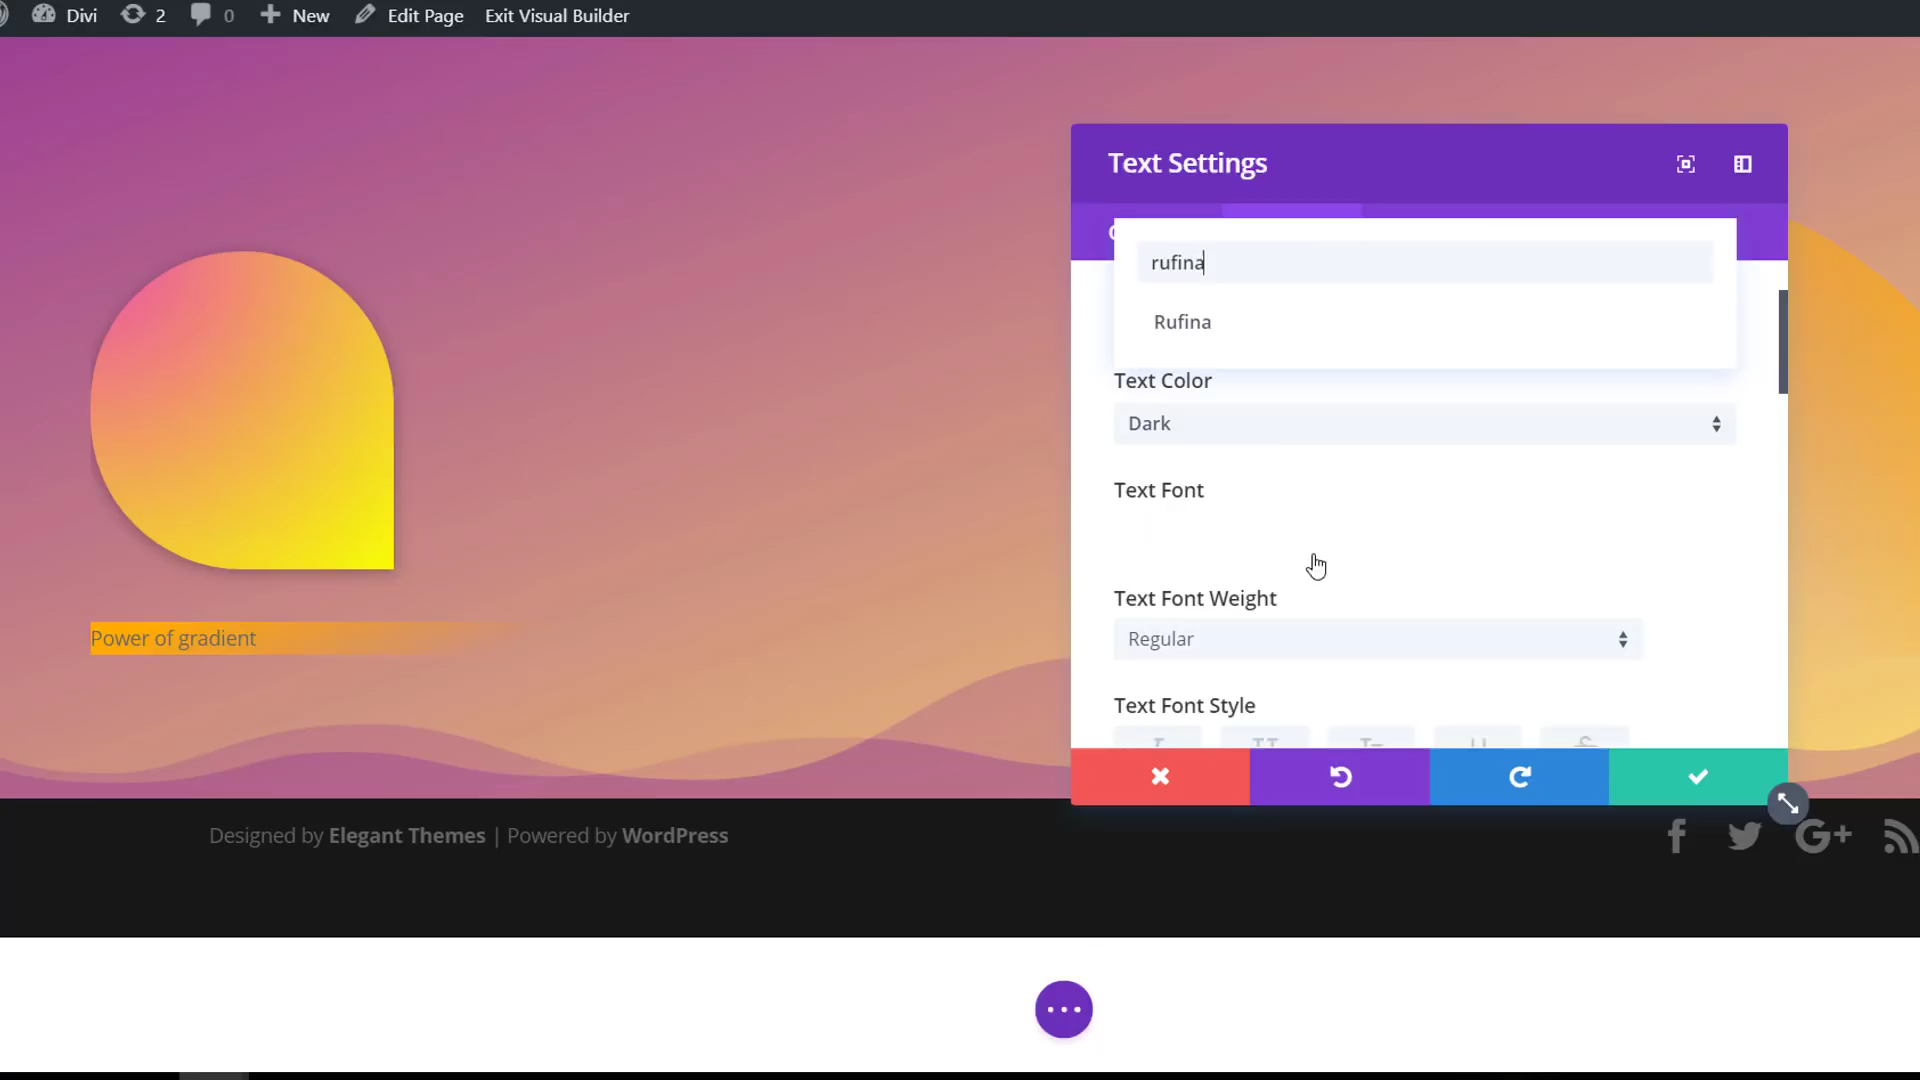 Divi 2 0 New Edit Page Exit Visual Builder
Text Settings
rufina
Rufina
Text Color
Dark
Text Font
Text Font Weight
Regular
Text Font Style
Power of gradient
Designed by Elegant Themes | Powered by WordPress